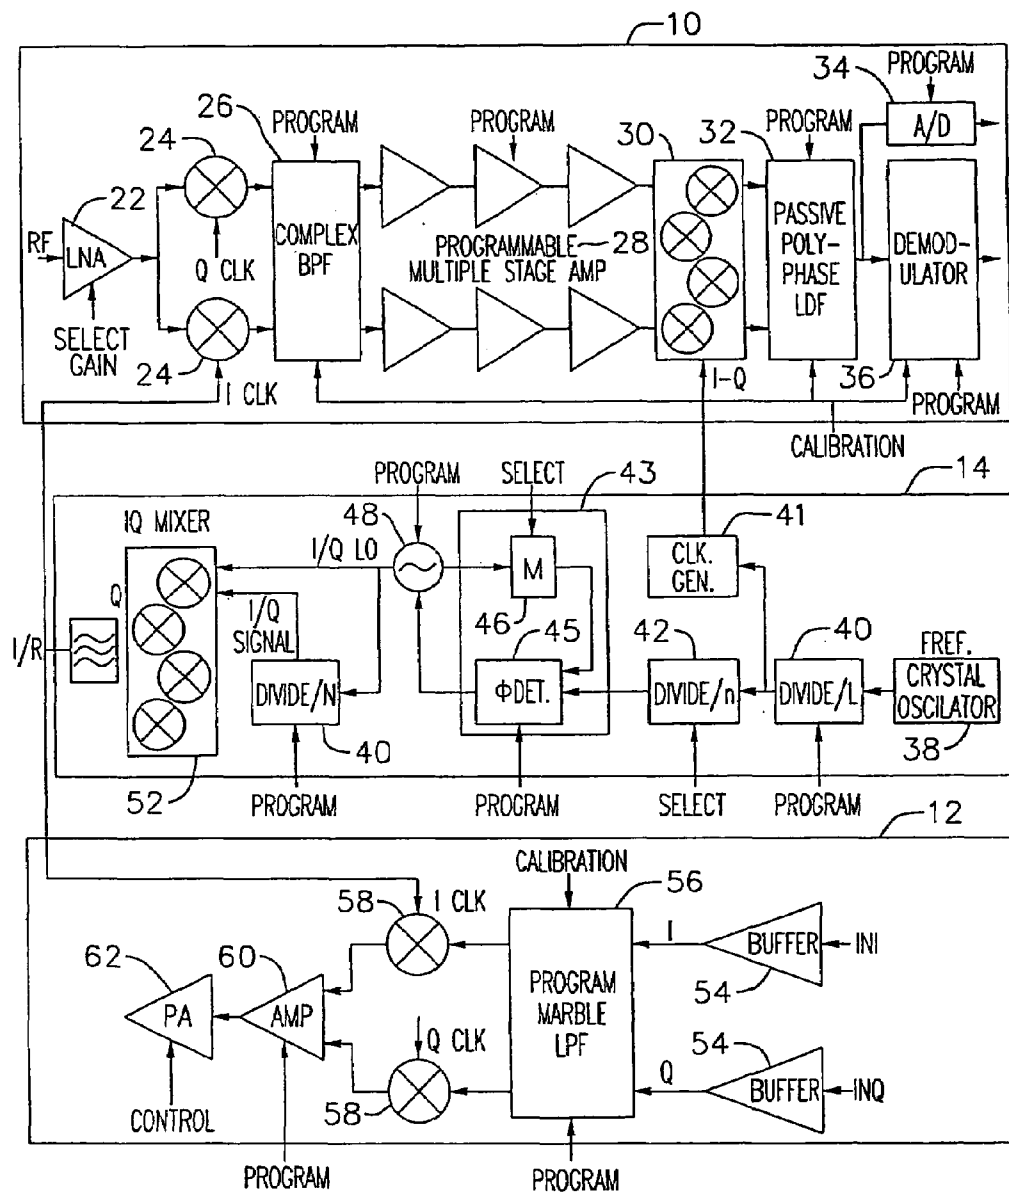 10
34
PROGRAM
A/D
24
26
PROGRAM
PROGRAM
30
32
PROGRAM
22
RF
LNA
Q CLK
COMPLEX
BPF
PROGRAMMABLE
MULTIPLE STAGE AMP
28
PASSIVE
POLY-
PHASE
LDF
DEMOD-
ULATOR
SELECT
GAIN
24
I CLK
I-Q
36
PROGRAM
CALIBRATION
14
PROGRAM
SELECT
43
48
IQ MIXER
I/Q LO
M
46
41
CLK.
GEN.
Q
I/Q
SIGNAL
45
42
40
FREF.
I/R
DIVIDE/N
ΦDET.
DIVIDE/n
DIVIDE/L
CRYSTAL
OSCILATOR
38
40
52
PROGRAM
PROGRAM
SELECT
PROGRAM
12
CALIBRATION
56
58
I CLK
I
BUFFER
INI
54
62
60
PA
AMP
PROGRAM
MARBLE
LPF
Q CLK
54
Q
BUFFER
INQ
58
CONTROL
PROGRAM
PROGRAM